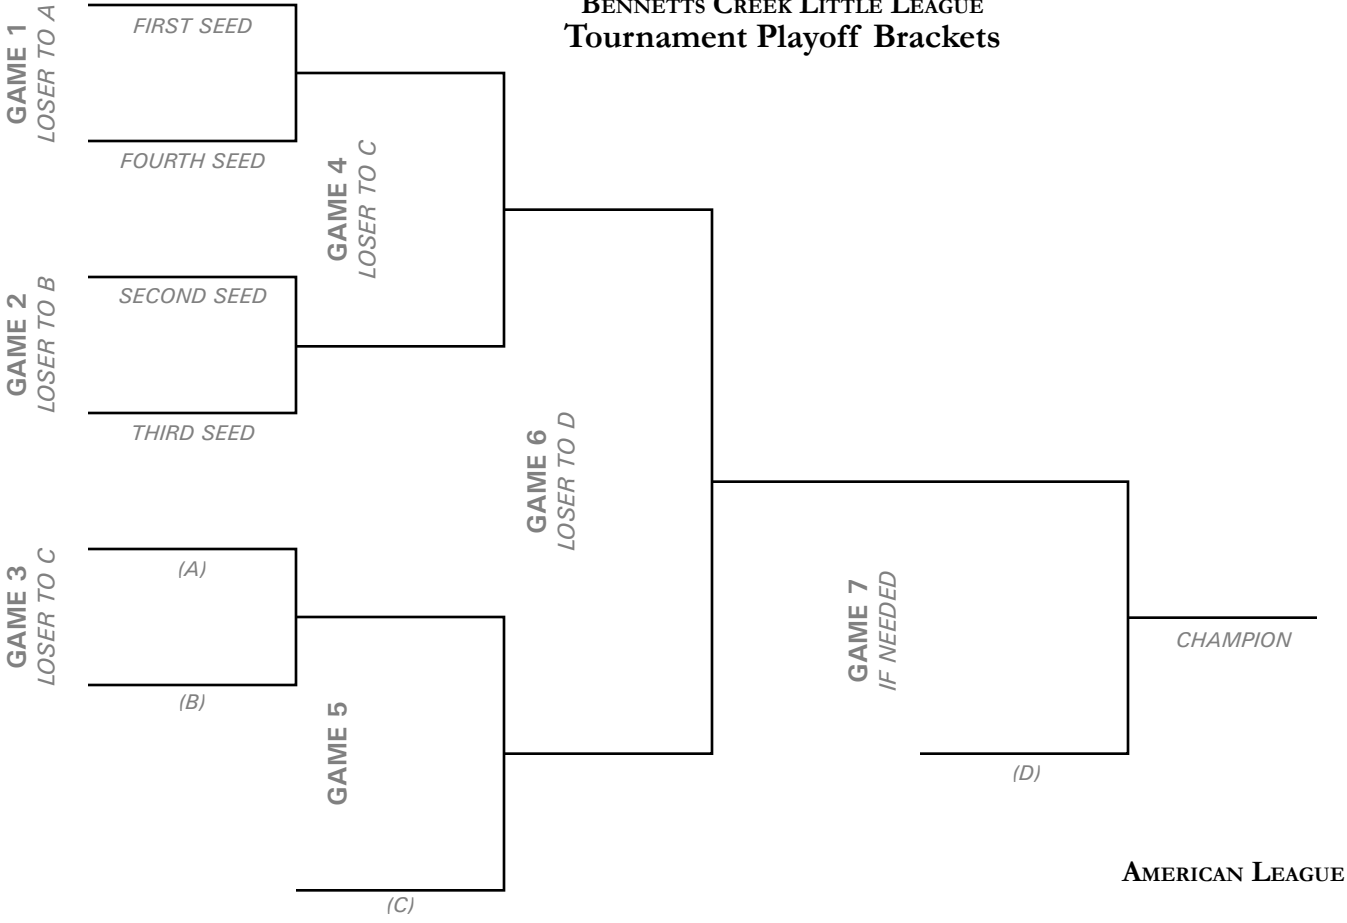 BENNETTS CREEK LITTLE LEAGUE
Tournament Playoff Brackets
GAME 1
LOSER TO A
FIRST SEED
FOURTH SEED
GAME 4
LOSER TO C
GAME 2
LOSER TO B
SECOND SEED
THIRD SEED
GAME 6
LOSER TO D
GAME 3
LOSER TO C
(A)
(B)
GAME 5
(C)
GAME 7
IF NEEDED
(D)
CHAMPION
AMERICAN LEAGUE